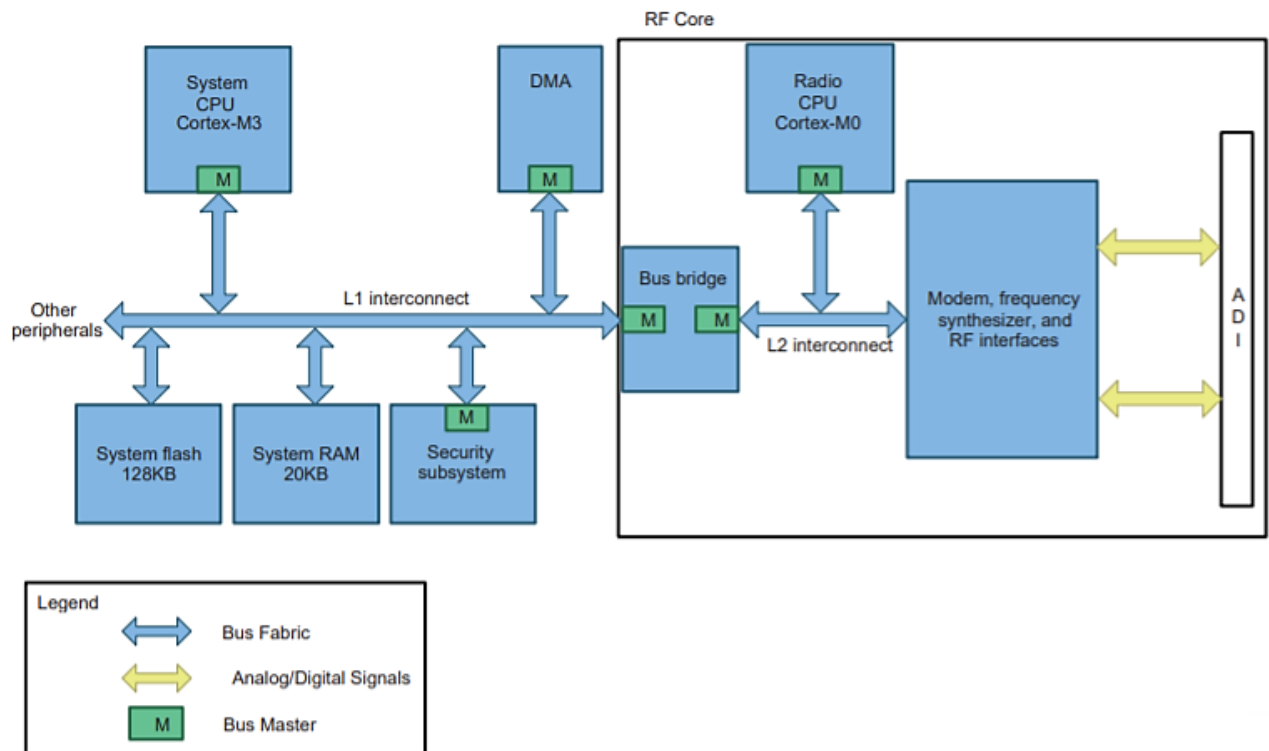 RF Core
System
CPU
Cortex-M3
M
DMA
M
Radio
CPU
Cortex-M0
M
Bus bridge
M
M
Other
peripherals
L1 interconnect
L2 interconnect
Modem, frequency
synthesizer, and
RF interfaces
A
D
I
System flash
128KB
System RAM
20KB
M
Security
subsystem
Legend
Bus Fabric
Analog/Digital Signals
M
Bus Master